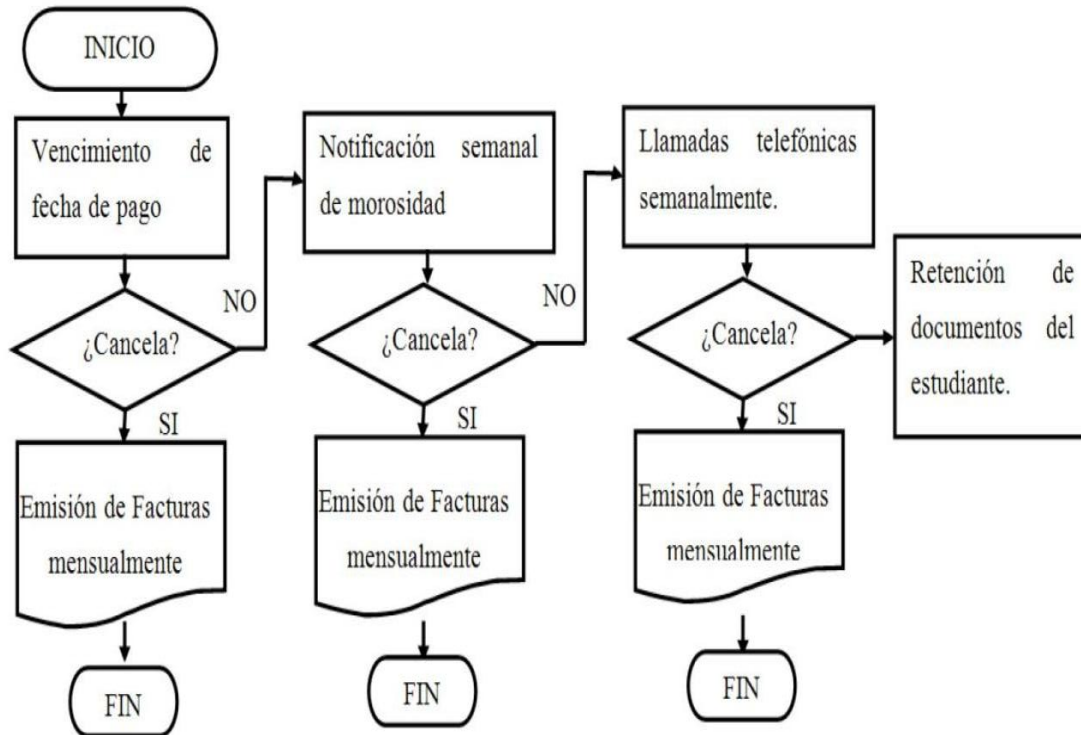 INICIO
Vencimiento de
fecha de pago
¿Cancela?
NO
SI
Emisión de Facturas
mensualmente
FIN
Notificación semanal
de morosidad
¿Cancela?
NO
SI
Emisión de Facturas
mensualmente
FIN
Llamadas telefónicas
semanalmente.
¿Cancela?
SI
Emisión de Facturas
mensualmente
FIN
Retención de
documentos del
estudiante.